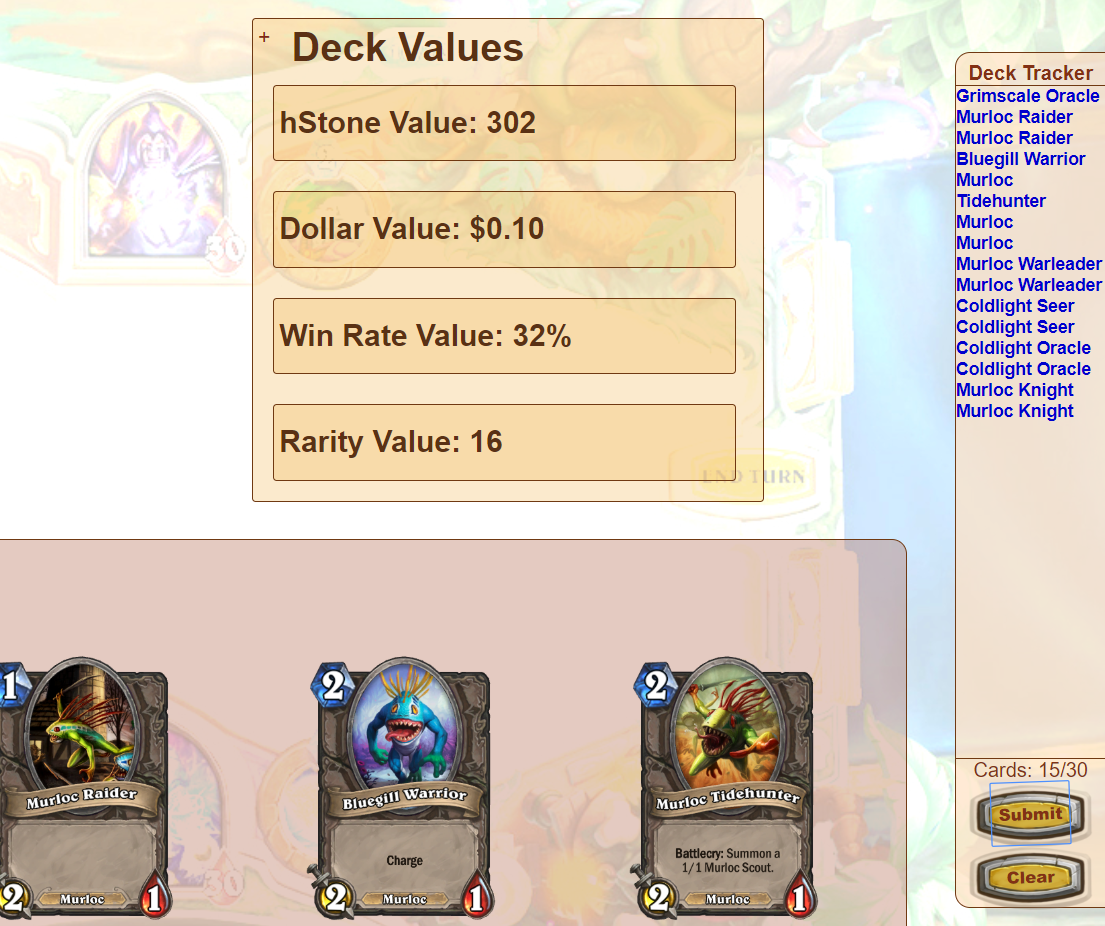 + Deck Values
hStone Value: 302
Dollar Value: $0.10
Win Rate Value: 32%
Rarity Value: 16
30
END TURN
Deck Tracker
Grimscale Oracle
Murloc Raider
Murloc Raider
Bluegill Warrior
Murloc
Tidehunter
Murloc
Murloc
Murloc Warleader
Murloc Warleader
Coldlight Seer
Coldlight Seer
Coldlight Oracle
Coldlight Oracle
Murloc Knight
Murloc Knight
Cards: 15/30
Submit
Clear
1
Murloc Raider
2
Murloc
1
2
Bluegill Warrior
Charge
2
Murloc
1
2
Murloc Tidehunter
Battlecry: Summon a
1/1 Murloc Scout.
2
Murloc
1
30